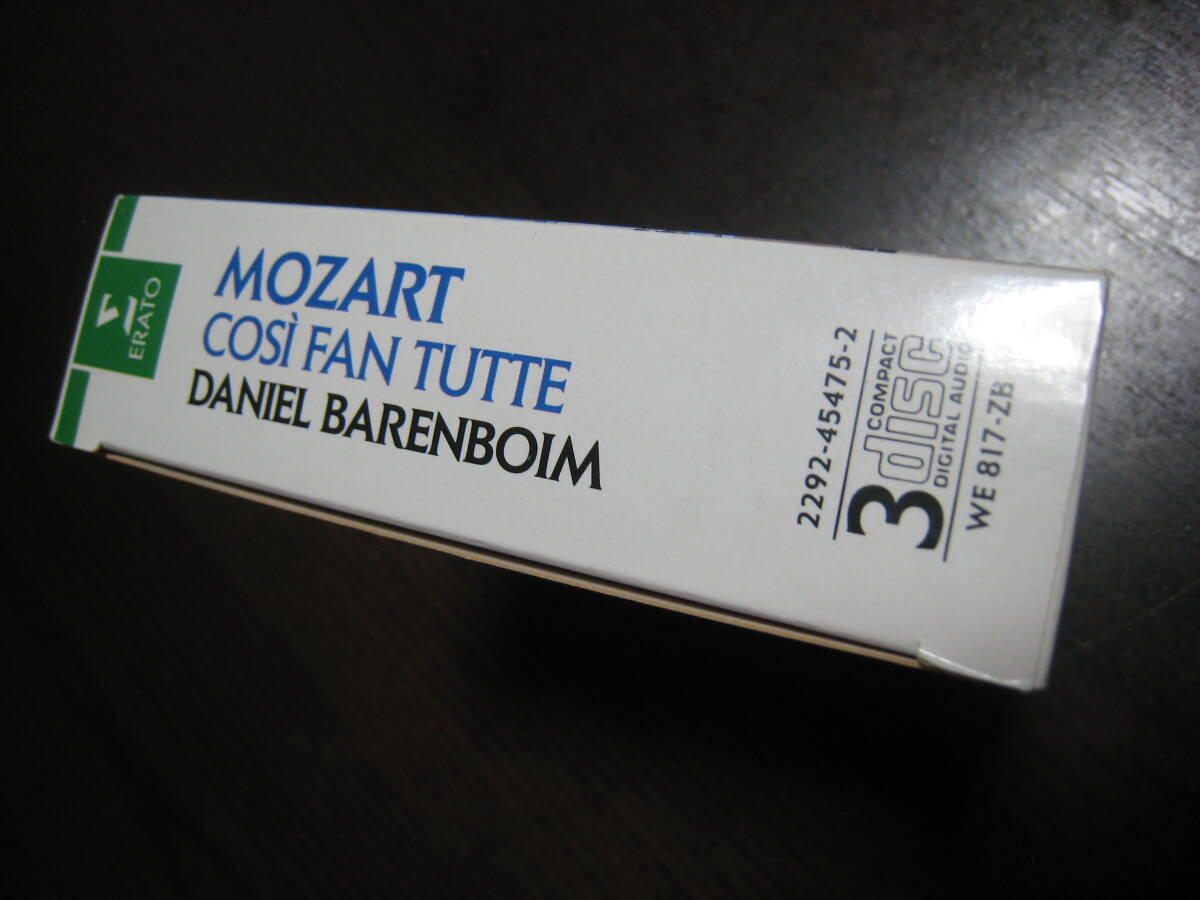 ERATO
MOZART
COSÌ FAN TUTTE
DANIEL BARENBOIM
2292-45475-2
3 COMPACT
disc
DIGITAL AUDIO
WE 817-ZB